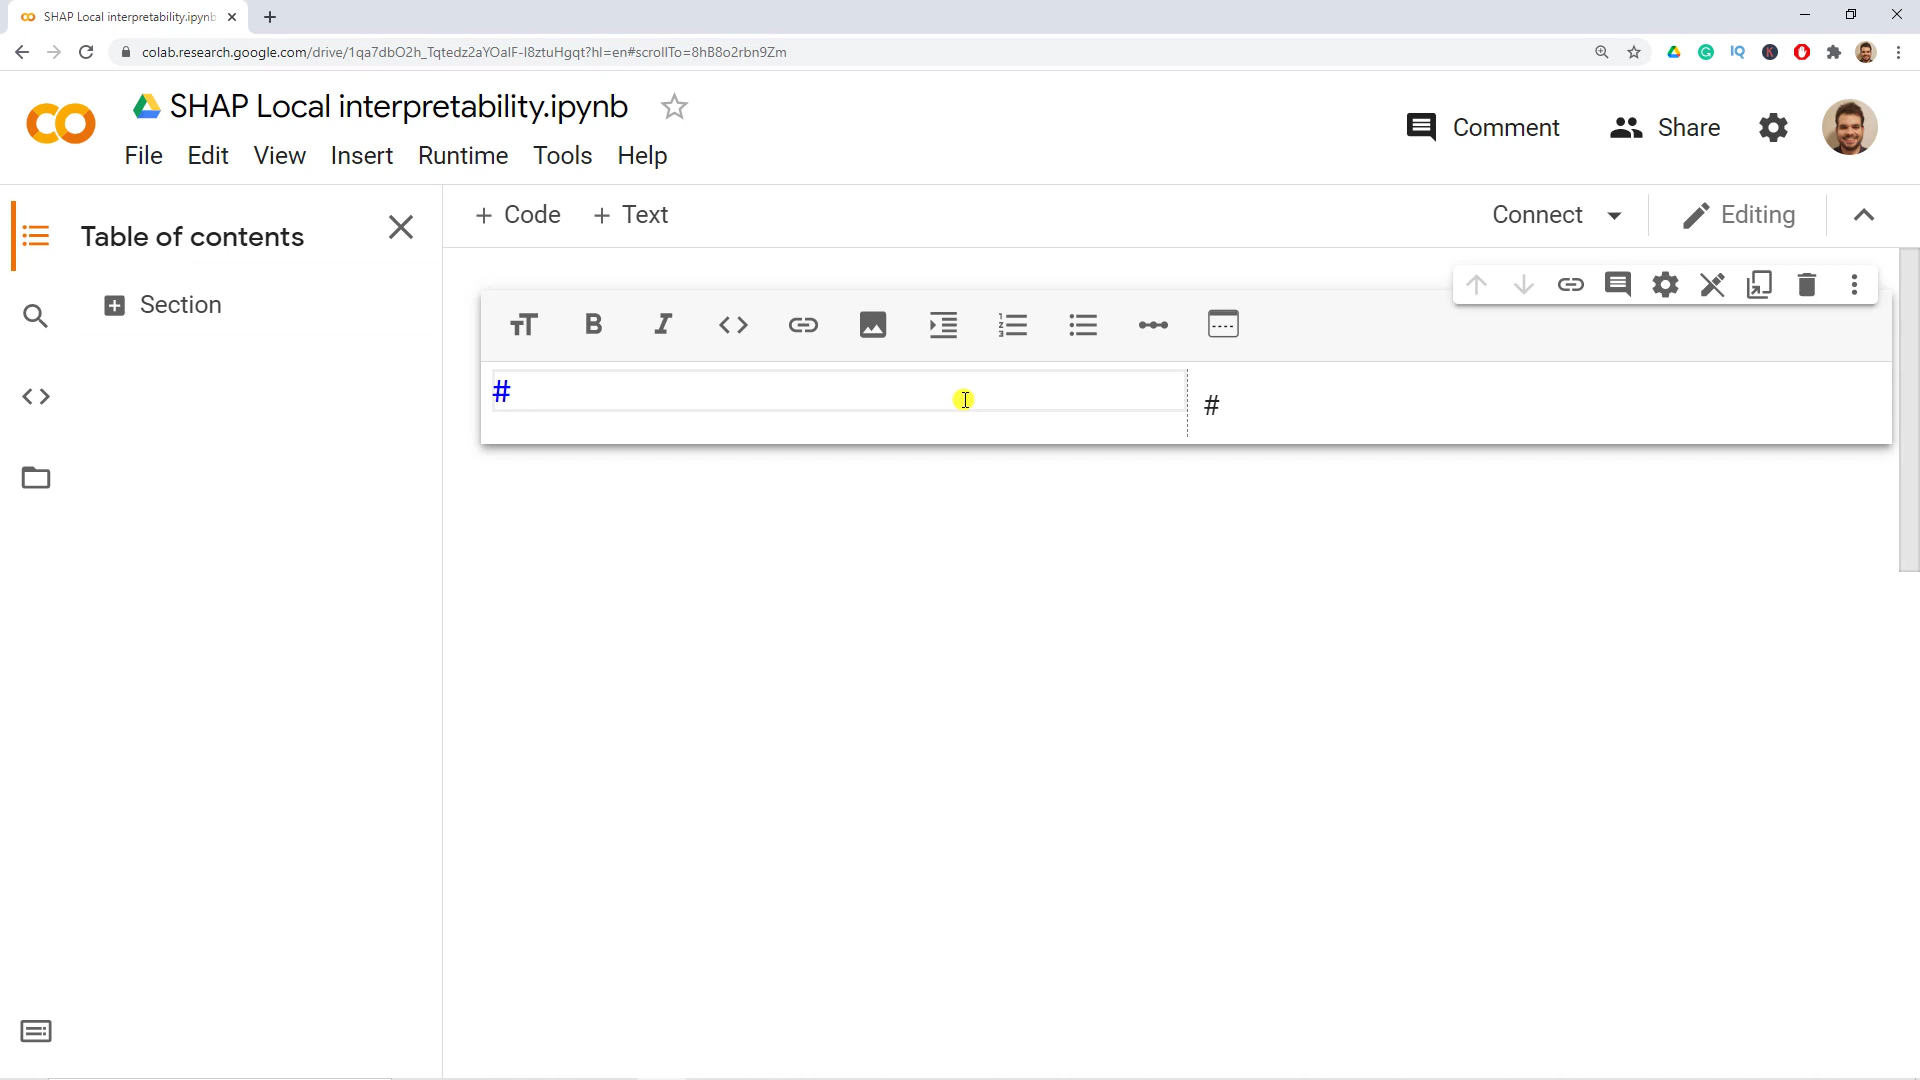 SHAP Local interpretability.ipynb
colab.research.google.com/drive/1qa7dbO2h_Tqtedz2aYOaIF-I8ztuHgqt?hl=en#scrollTo=8hB8o2rbn9Zm
SHAP Local interpretability.ipynb
Comment Share
File Edit View Insert Runtime Tools Help
Table of contents
+ Code + Text
Connect Editing
Section
# #